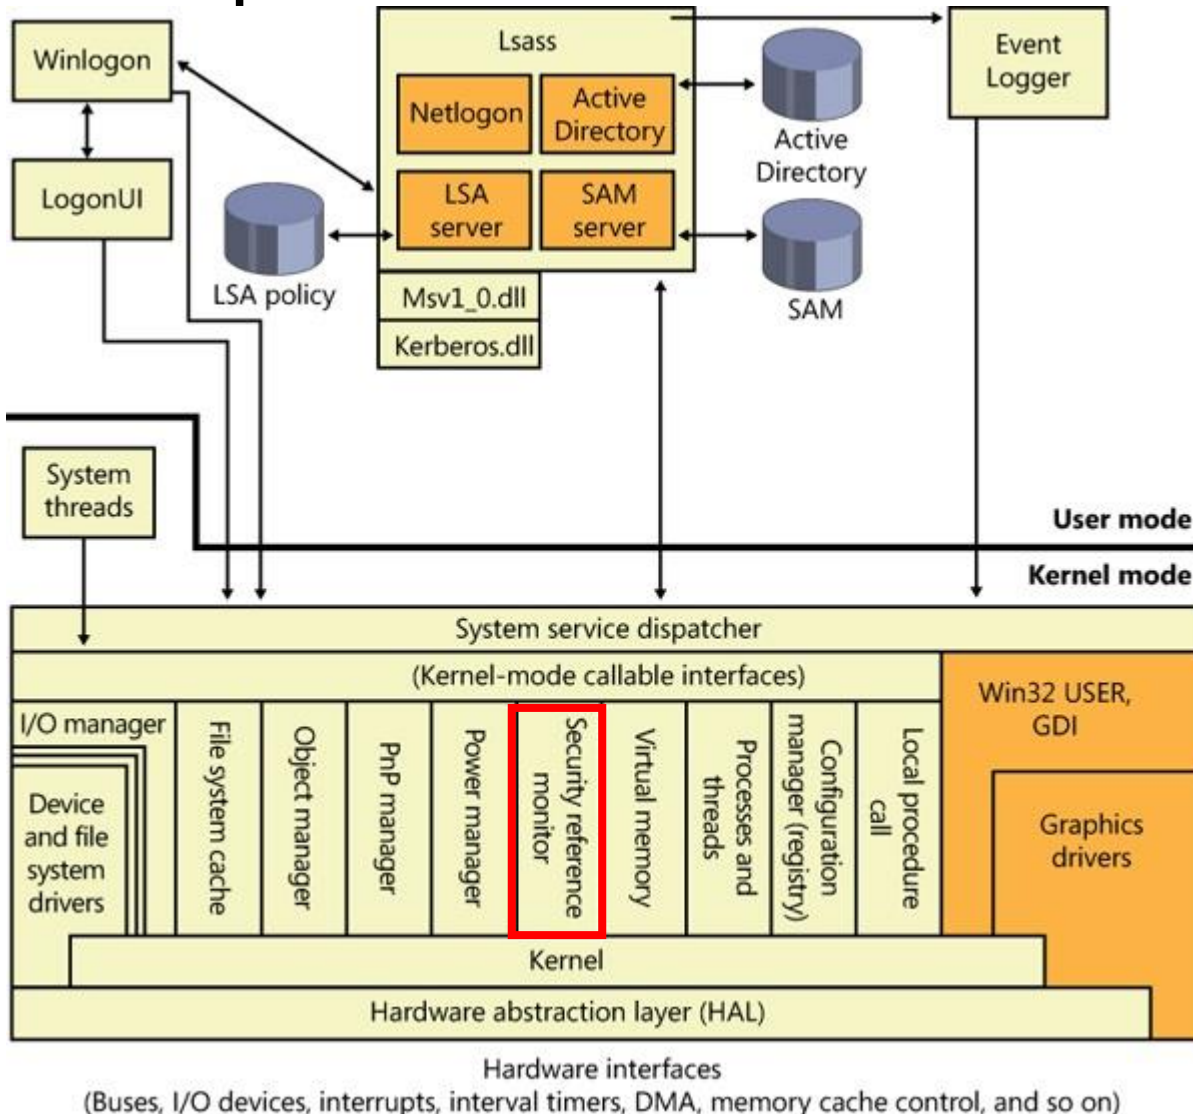 Winlogon
LogonUI
Lsass
Netlogon
Active
Directory
LSA
server
SAM
server
Msv1_0.dll
Kerberos.dll
LSA policy
Active
Directory
SAM
Event
Logger
System
threads
User mode
Kernel mode
System service dispatcher
(Kernel-mode callable interfaces)
I/O manager
Device
and file
system
drivers
File system cache
Object manager
PnP manager
Power manager
Security reference
monitor
Virtual memory
Processes and
threads
Configuration
manager (registry)
Local procedure
call
Win32 USER,
GDI
Graphics
drivers
Kernel
Hardware abstraction layer (HAL)
Hardware interfaces
(Buses, I/O devices, interrupts, interval timers, DMA, memory cache control, and so on)